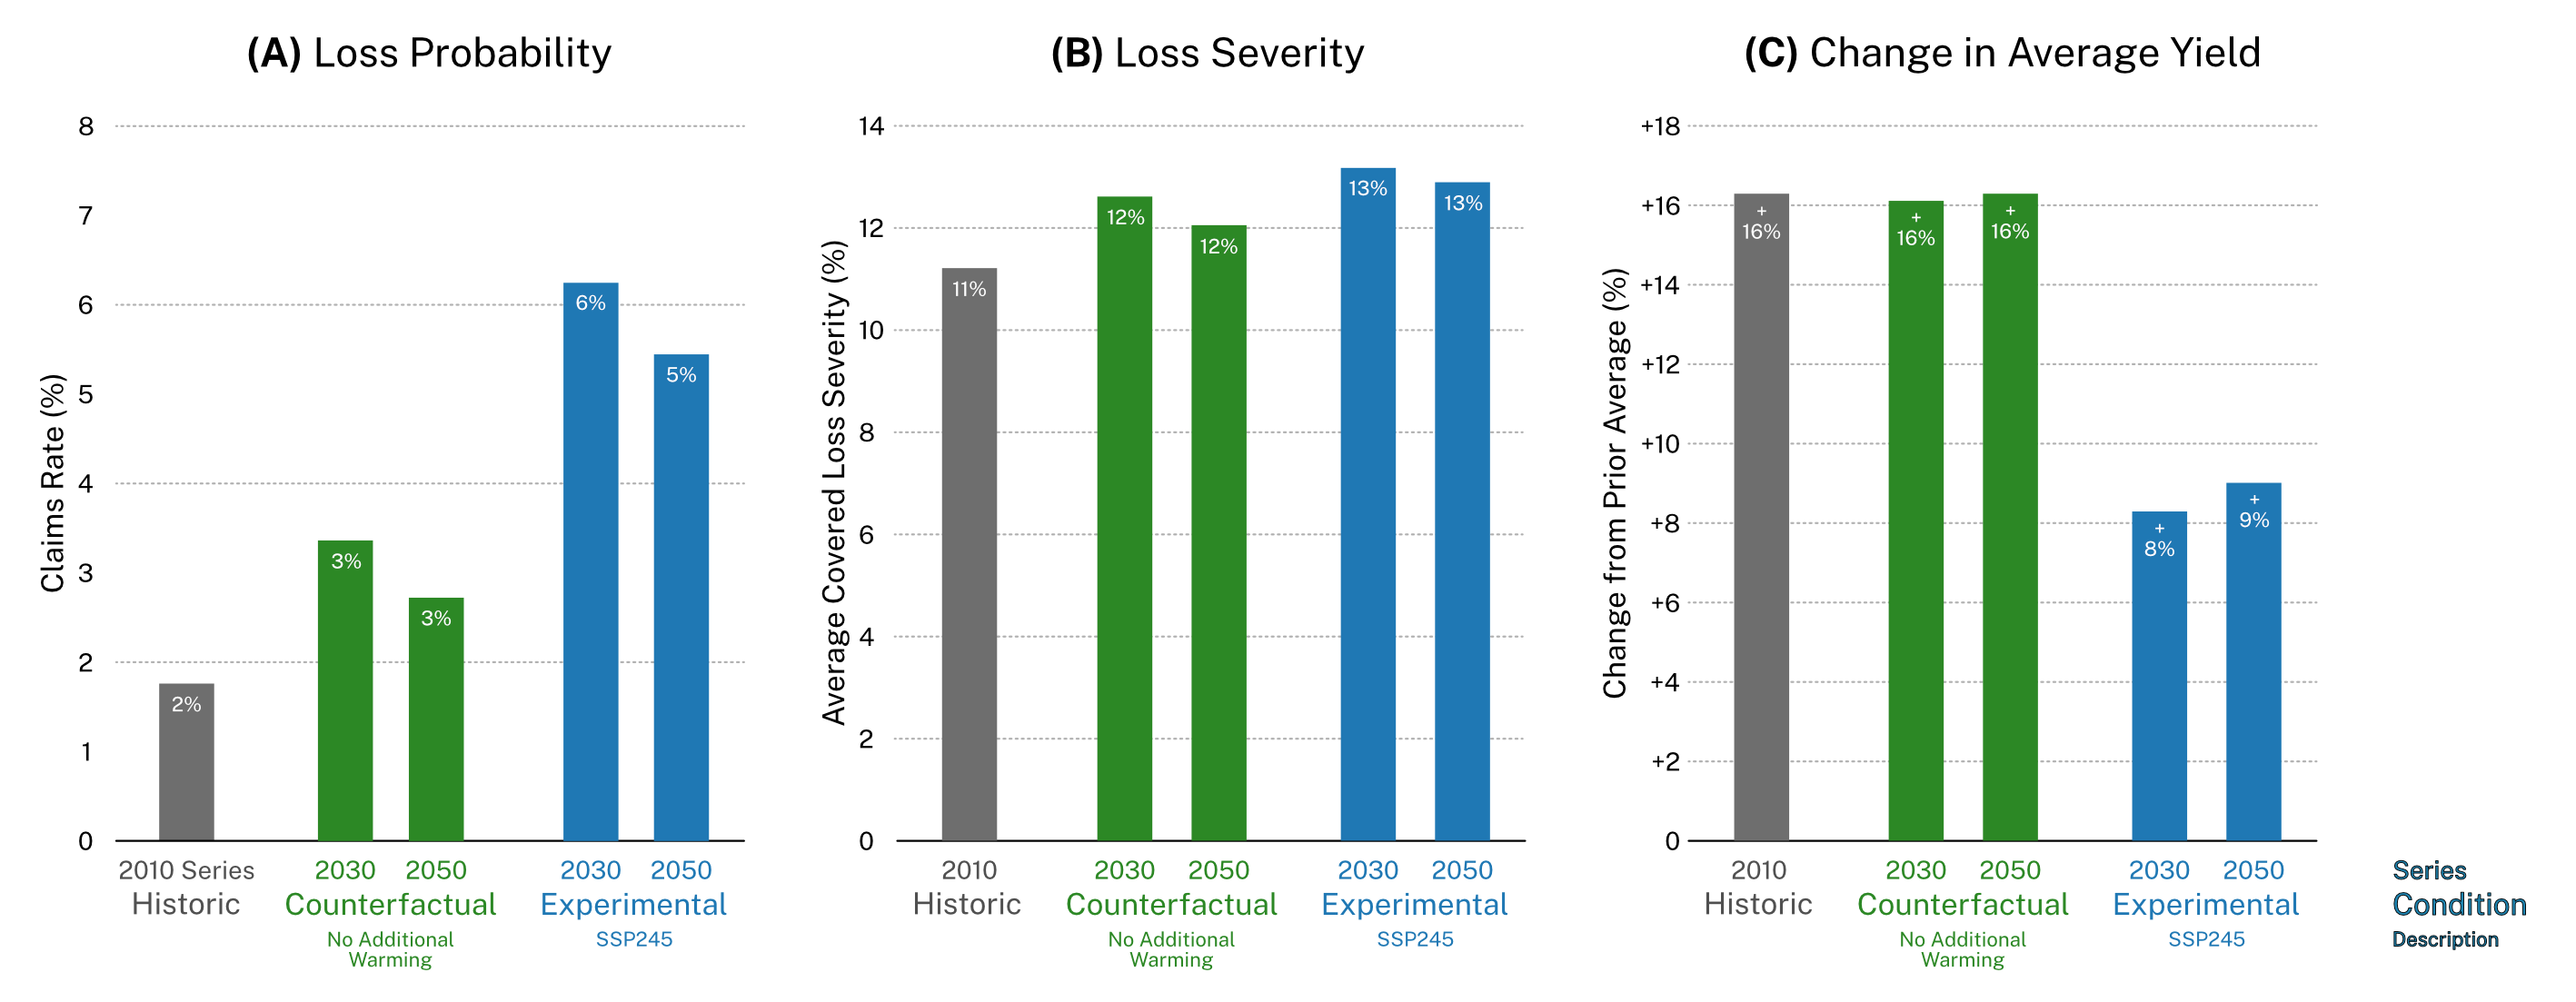 (A) Loss Probability
Claims Rate (%)
8
7
6
5
4
3
2
1
0
2%
3%
3%
6%
5%
2010 Series
2030 2050
2030 2050
Historic
Counterfactual
Experimental
No Additional
Warming
SSP245
(B) Loss Severity
Average Covered Loss Severity (%)
14
12
10
8
6
4
2
0
11%
12%
12%
13%
13%
2010
2030 2050
2030 2050
Historic
Counterfactual
Experimental
No Additional
Warming
SSP245
(C) Change in Average Yield
Change from Prior Average (%)
+18
+16
+14
+12
+10
+8
+6
+4
+2
0
+
16%
+
16%
+
16%
+
8%
+
9%
2010
2030 2050
2030 2050
Historic
Counterfactual
Experimental
No Additional
Warming
SSP245
Series
Condition
Description